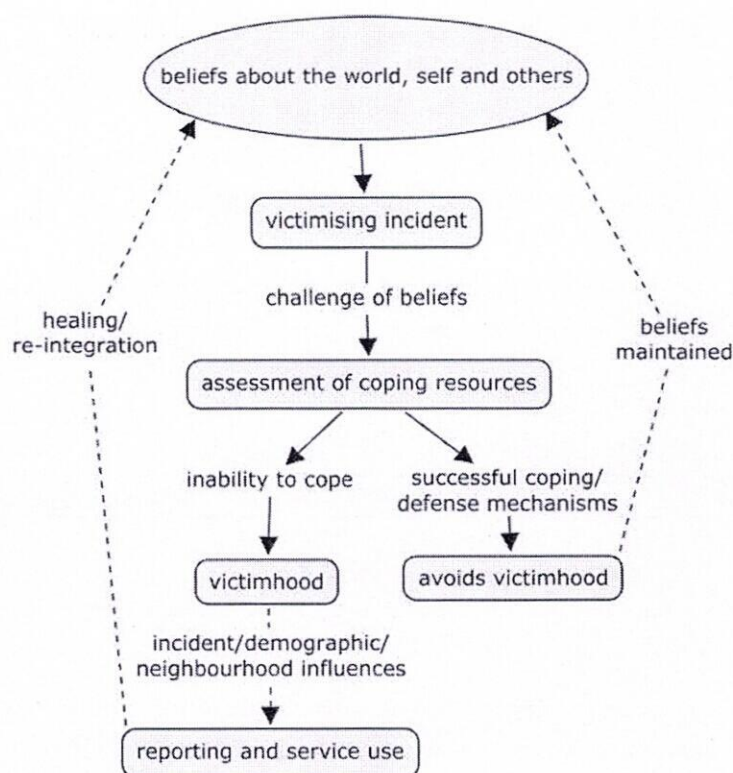 beliefs about the world, self and others
victimising incident
challenge of beliefs
healing/
re-integration
beliefs
maintained
assessment of coping resources
inability to cope
successful coping/
defense mechanisms
victimhood
avoids victimhood
incident/demographic/
neighbourhood influences
reporting and service use